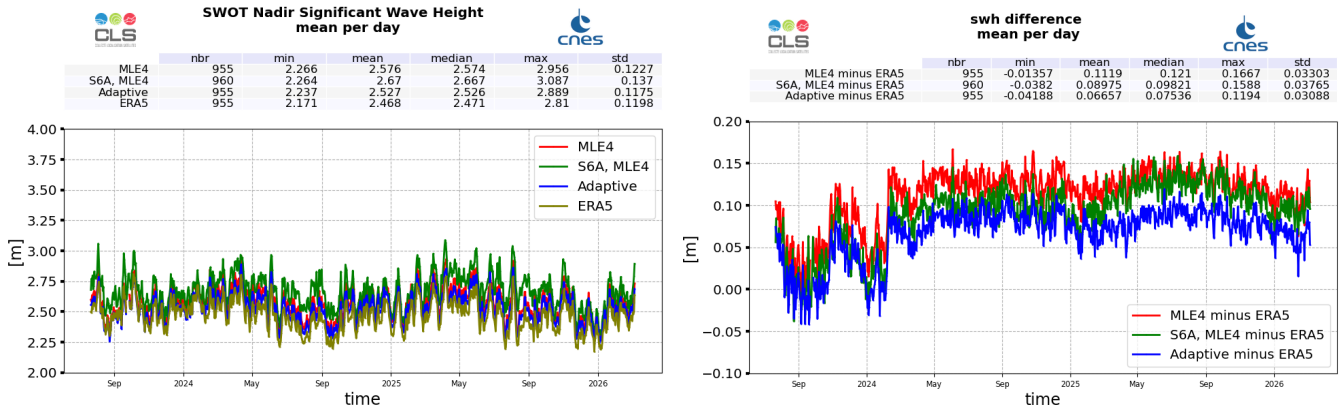 SWOT Nadir Significant Wave Height
mean per day
CLS
cnes
nbr min mean median max std
MLE4 955 2.266 2.576 2.574 2.956 0.1227
S6A, MLE4 960 2.264 2.67 2.667 3.087 0.137
Adaptive 955 2.237 2.527 2.526 2.889 0.1175
ERA5 955 2.171 2.468 2.471 2.81 0.1198
4.00
3.75
3.50
3.25
3.00
2.75
2.50
2.25
2.00
[m]
MLE4
S6A, MLE4
Adaptive
ERA5
Sep 2024 May Sep 2025 May Sep 2026
time
swh difference
mean per day
CLS
cnes
nbr min mean median max std
MLE4 minus ERA5 955 -0.01357 0.1119 0.121 0.1667 0.03303
S6A, MLE4 minus ERA5 960 -0.0382 0.08975 0.09821 0.1588 0.03765
Adaptive minus ERA5 955 -0.04188 0.06657 0.07536 0.1194 0.03088
0.20
0.15
0.10
0.05
0.00
−0.05
−0.10
[m]
MLE4 minus ERA5
S6A, MLE4 minus ERA5
Adaptive minus ERA5
Sep 2024 May Sep 2025 May Sep 2026
time